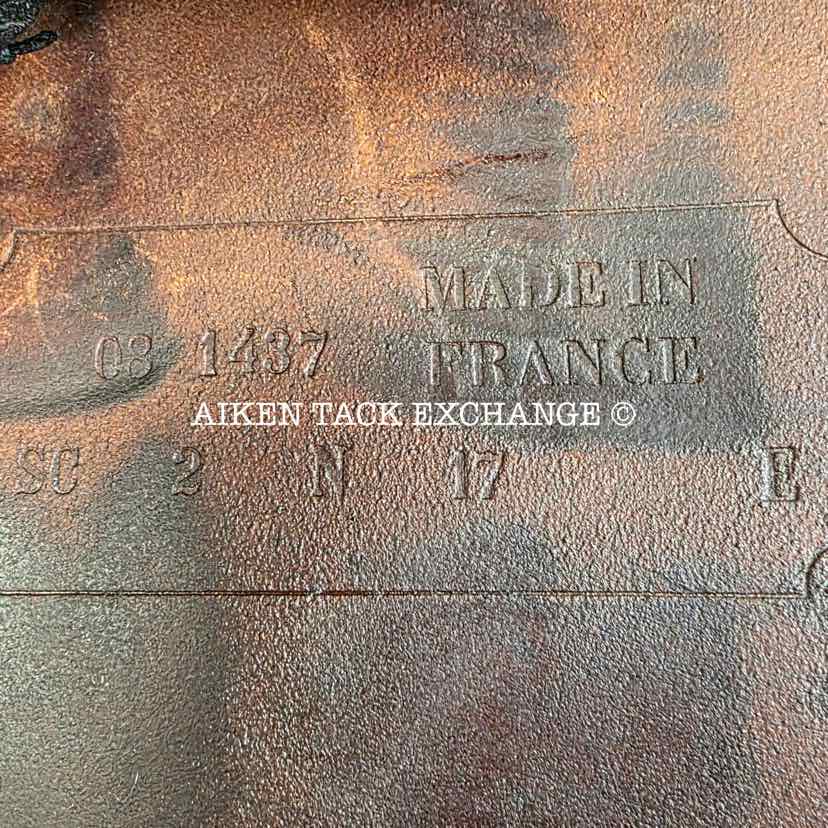 MADE IN
08 1437 FRANCE
AIKEN TACK EXCHANGE ©
SC 2 N 17 E